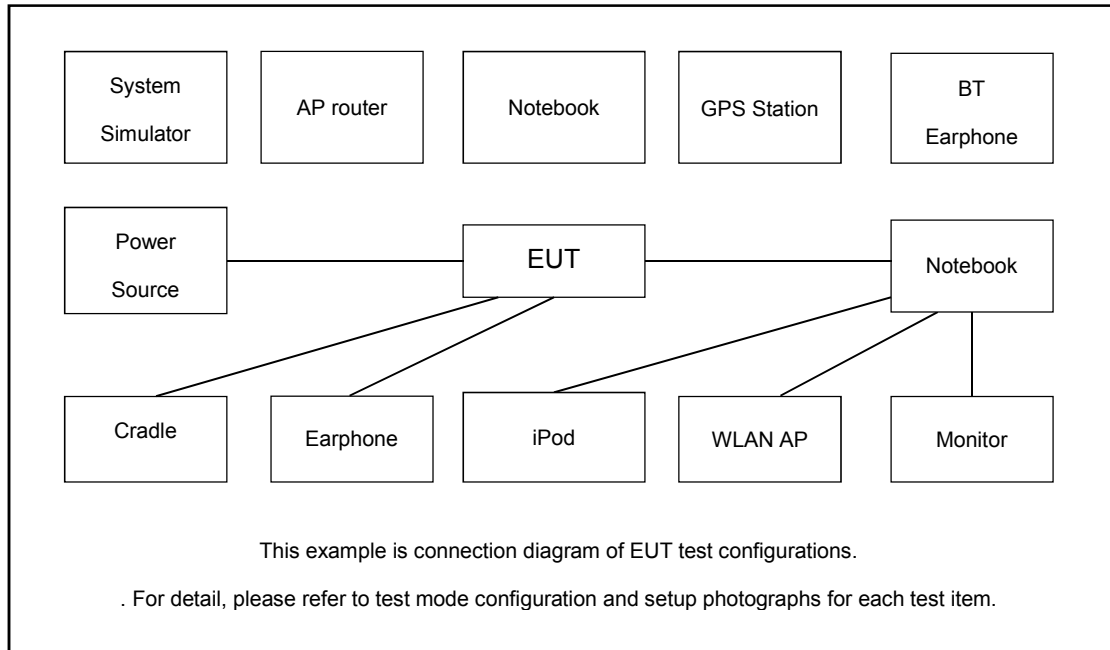 System
Simulator
AP router
Notebook
GPS Station
BT
Earphone
Power
Source
EUT
Notebook
Cradle
Earphone
iPod
WLAN AP
Monitor
This example is connection diagram of EUT test configurations.
. For detail, please refer to test mode configuration and setup photographs for each test item.